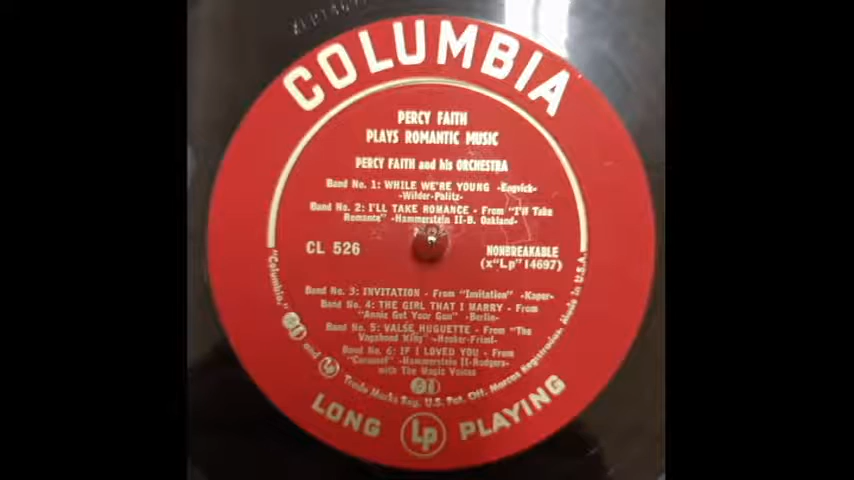 COLUMBIA
PERCY FAITH
PLAYS ROMANTIC MUSIC
PERCY FAITH and his ORCHESTRA
Band No. 1: WHILE WE'RE YOUNG -Engvick-
-Wilder-Palitz-
Band No. 2: I'LL TAKE ROMANCE - From "I'll Take
Romance" -Hammerstein II-B. Oakland-
CL 526
NONBREAKABLE
(x"Lp"14697)
Band No. 3: INVITATION - From "Invitation" -Kaper-
Band No. 4: THE GIRL THAT I MARRY - From
"Annie Get Your Gun" -Berlin-
Band No. 5: VALSE HUGUETTE - From "The
Vagabond King" -Hooker-Friml-
Band No. 6: IF I LOVED YOU - From
"Carousel" -Hammerstein II-Rodgers-
with The Magic Voices
"Columbia," and Lp Trade Marks Reg. U.S. Pat. Off. Marcas Registradas. Made in U.S.A.
LONG Lp PLAYING